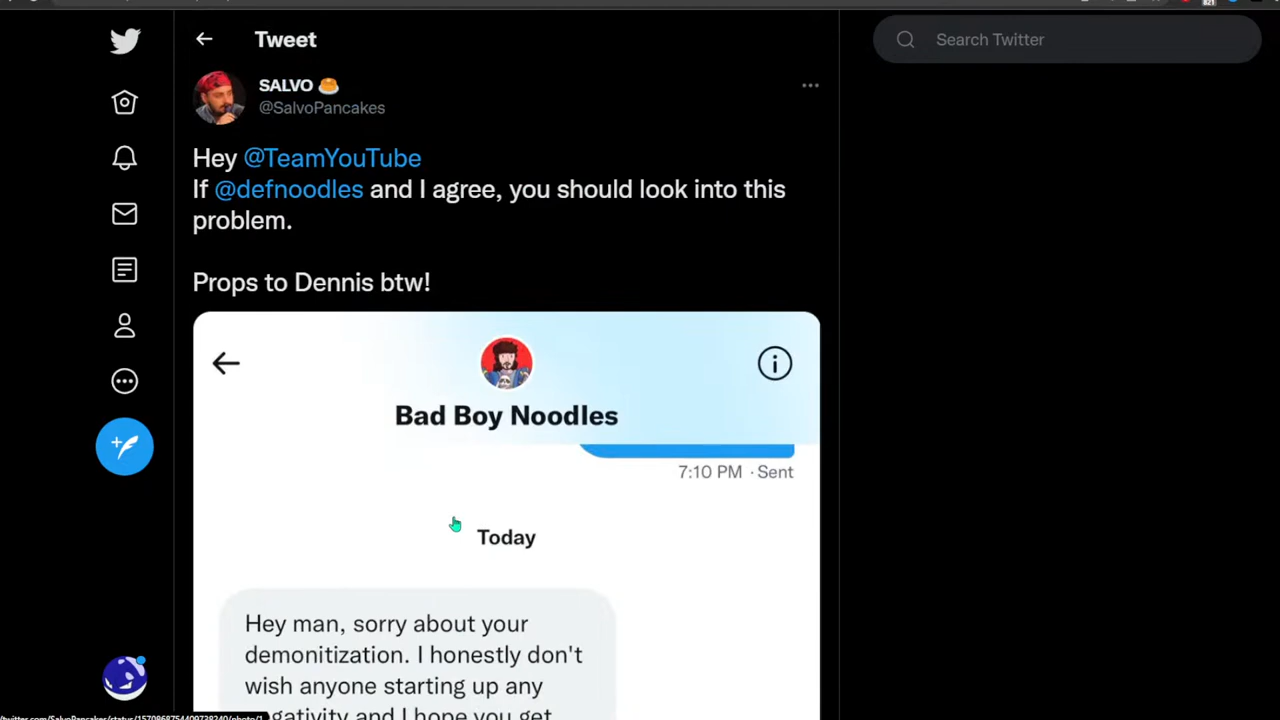 Tweet
Search Twitter
SALVO
@SalvoPancakes
Hey @TeamYouTube
If @defnoodles and I agree, you should look into this
problem.
Props to Dennis btw!
Bad Boy Noodles
7:10 PM · Sent
Today
Hey man, sorry about your
demonitization. I honestly don't
wish anyone starting up any
and I hope you get